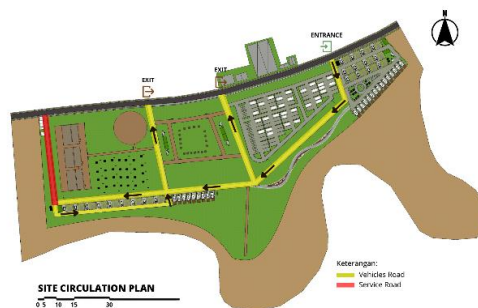 N
ENTRANCE
EXIT
EXIT
Keterangan:
Vehicles Road
Service Road
SITE CIRCULATION PLAN
0 5 10 15 30